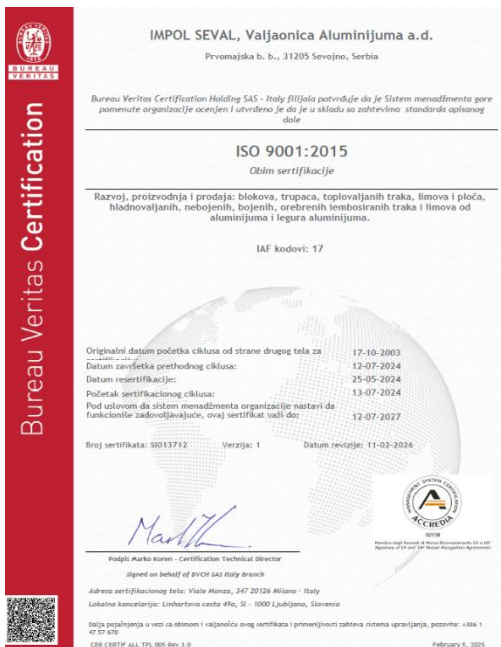 IMPOL SEVAL, Valjaonica Aluminijuma a.d.
Prvomajska b. b., 31205 Sevojno, Serbia
BUREAU
VERITAS
Bureau Veritas Certification
Bureau Veritas Certification Holding SAS – Italy filijala potvrđuje da je Sistem menadžmenta gore
pomenute organizacije ocenjen i utvrđeno je da je u skladu sa zahtevima standarda opisanog
dole
ISO 9001:2015
Obim sertifikacije
Razvoj, proizvodnja i prodaja: blokova, trupaca, toplovaljanih traka, limova i ploča,
hladnovaljanih, nebojenih, bojenih, orebrenih iembosiranih traka i limova od
aluminijuma i legura aluminijuma.
IAF kodovi: 17
Originalni datum početka ciklusa od strane drugog tela za
17-10-2003
Datum završetka prethodnog ciklusa: 12-07-2024
Datum resertifikacije: 25-05-2024
Početak sertifikacionog ciklusa: 13-07-2024
Pod uslovom da sistem menadžmenta organizacije nastavi da
funkcioniše zadovoljavajuće, ovaj sertifikat važi do: 12-07-2027
Broj sertifikata: SI013712 Verzija: 1 Datum revizije: 11-02-2026
MANAGEMENT SYSTEM CERTIFICATION
ACCREDIA
Podpis Marko Koren - Certification Technical Director
Signed on behalf of BVCH SAS Italy Branch
Adresa sertifikacionog tela: Viale Monza, 347 20126 Milano - Italy
Lokalna kancelarija: Linhartova cesta 49a, SI - 1000 Ljubljana, Slovenia
Dalja pojašnjenja u vezi sa obimom i valjanošću ovog sertifikata i primenjivosti zahteva sistema upravljanja, pozovite: +386 1
47 57 670
CER CERTIF ALL TPL 005 Rev 3.0 February 5, 2025